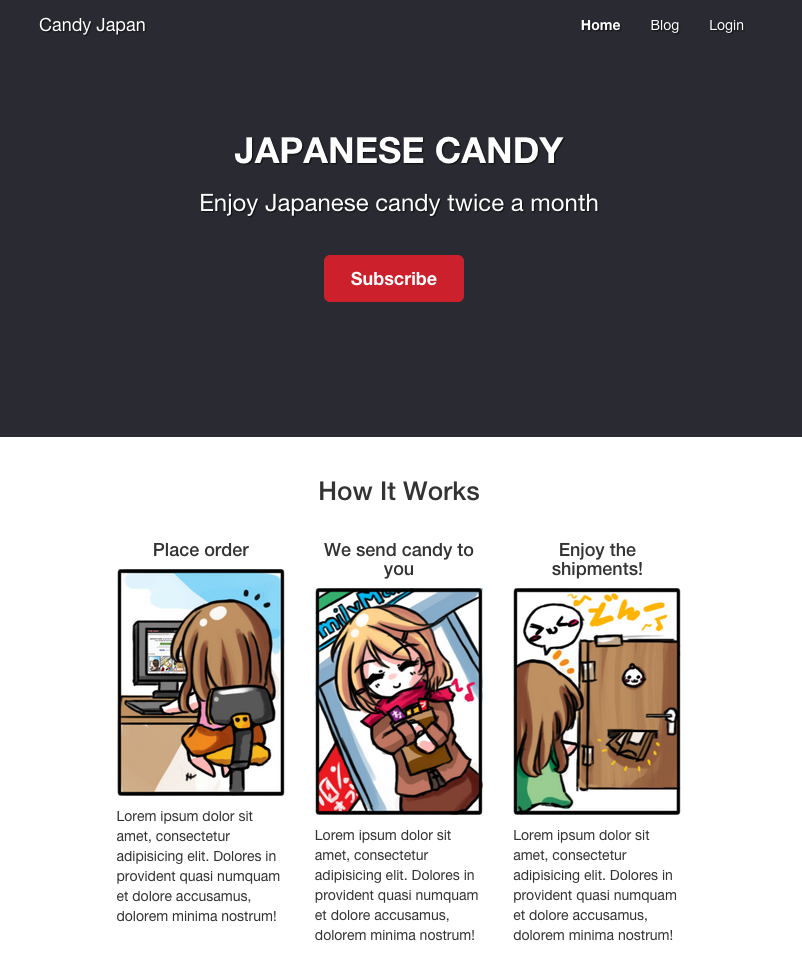 Candy Japan
Home Blog Login
JAPANESE CANDY
Enjoy Japanese candy twice a month
Subscribe
How It Works
Place order
Lorem ipsum dolor sit
amet, consectetur
adipisicing elit. Dolores in
provident quasi numquam
et dolore accusamus,
dolorem minima nostrum!
We send candy to
you
Lorem ipsum dolor sit
amet, consectetur
adipisicing elit. Dolores in
provident quasi numquam
et dolore accusamus,
dolorem minima nostrum!
Enjoy the
shipments!
Lorem ipsum dolor sit
amet, consectetur
adipisicing elit. Dolores in
provident quasi numquam
et dolore accusamus,
dolorem minima nostrum!